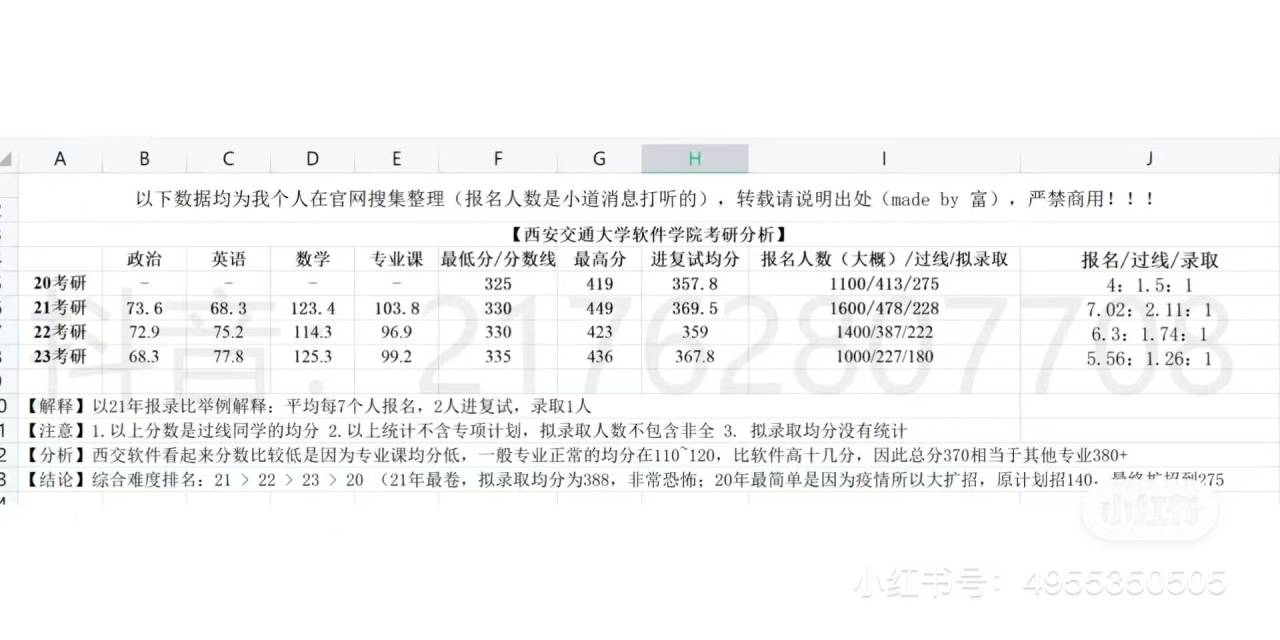 A B C D E F G H I J
以下数据均为我个人在官网搜集整理（报名人数是小道消息打听的），转载请说明出处（made by 富），严禁商用！！！
【西安交通大学软件学院考研分析】
政治 英语 数学 专业课 最低分/分数线 最高分 进复试均分 报名人数（大概）/过线/拟录取 报名/过线/录取
20考研 — — — — 325 419 357.8 1100/413/275 4：1.5：1
21考研 73.6 68.3 123.4 103.8 330 449 369.5 1600/478/228 7.02：2.11：1
22考研 72.9 75.2 114.3 96.9 330 423 359 1400/387/222 6.3：1.74：1
23考研 68.3 77.8 125.3 99.2 335 436 367.8 1000/227/180 5.56：1.26：1
【解释】以21年报录比举例解释：平均每7个人报名，2人进复试，录取1人
【注意】1.以上分数是过线同学的均分 2.以上统计不含专项计划，拟录取人数不包含非全 3. 拟录取均分没有统计
【分析】西交软件看起来分数比较低是因为专业课均分低，一般专业正常的均分在110~120，比软件高十几分，因此总分370相当于其他专业380+
【结论】综合难度排名：21 > 22 > 23 > 20 （21年最卷，拟录取均分为388，非常恐怖；20年最简单是因为疫情所以大扩招，原计划招140，最终扩招到275
抖音：21762867708
小红书
小红书号：4955350505